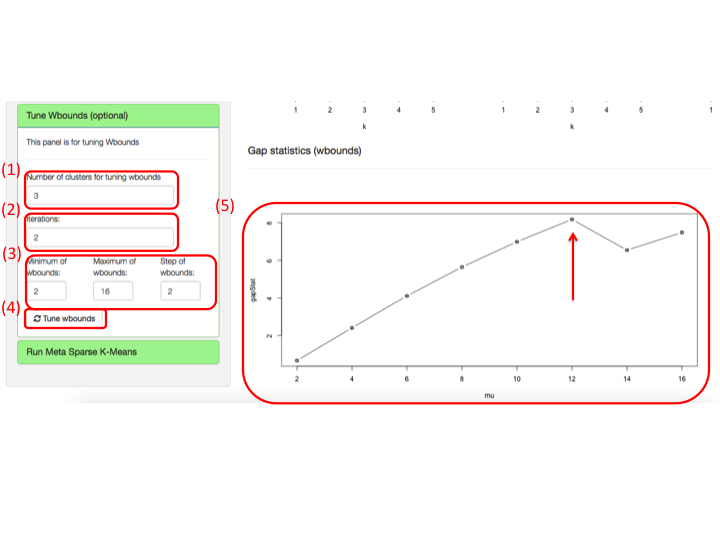 Tune Wbounds (optional)
This panel is for tuning Wbounds
(1)
Number of clusters for tuning wbounds
3
(2)
Iterations:
2
(3)
Minimum of wbounds:
Maximum of wbounds:
Step of wbounds:
2
16
2
(4)
Tune wbounds
Run Meta Sparse K-Means
1 2 3 4 5
k
1 2 3 4 5
k
1
Gap statistics (wbounds)
(5)
gapStat
8
6
4
2
2 4 6 8 10 12 14 16
mu